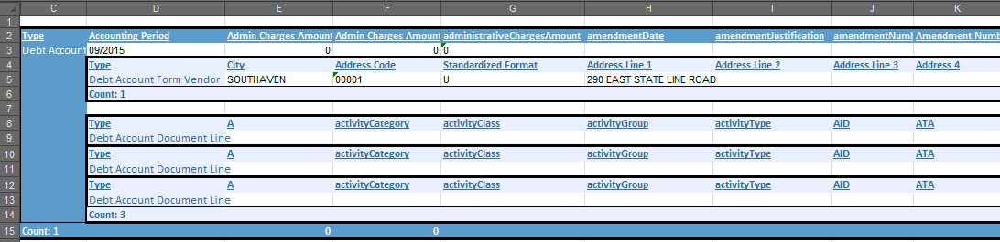 C D E F G H I J K
1
2 Type Accounting Period Admin Charges Amount Admin Charges Amoun administrativeChargesAmount amendmentDate amendmentJustification amendmentNuml Amendment Numb
3 Debt Account 09/2015 0 0 0
4 Type City Address Code Standardized Format Address Line 1 Address Line 2 Address Line 3 Address 4
5 Debt Account Form Vendor SOUTHAVEN 00001 U 290 EAST STATE LINE ROAD
6 Count: 1
7
8 Type A activityCategory activityClass activityGroup activityType AID ATA
9 Debt Account Document Line
10 Type A activityCategory activityClass activityGroup activityType AID ATA
11 Debt Account Document Line
12 Type A activityCategory activityClass activityGroup activityType AID ATA
13 Debt Account Document Line
14 Count: 3
15 Count: 1 0 0